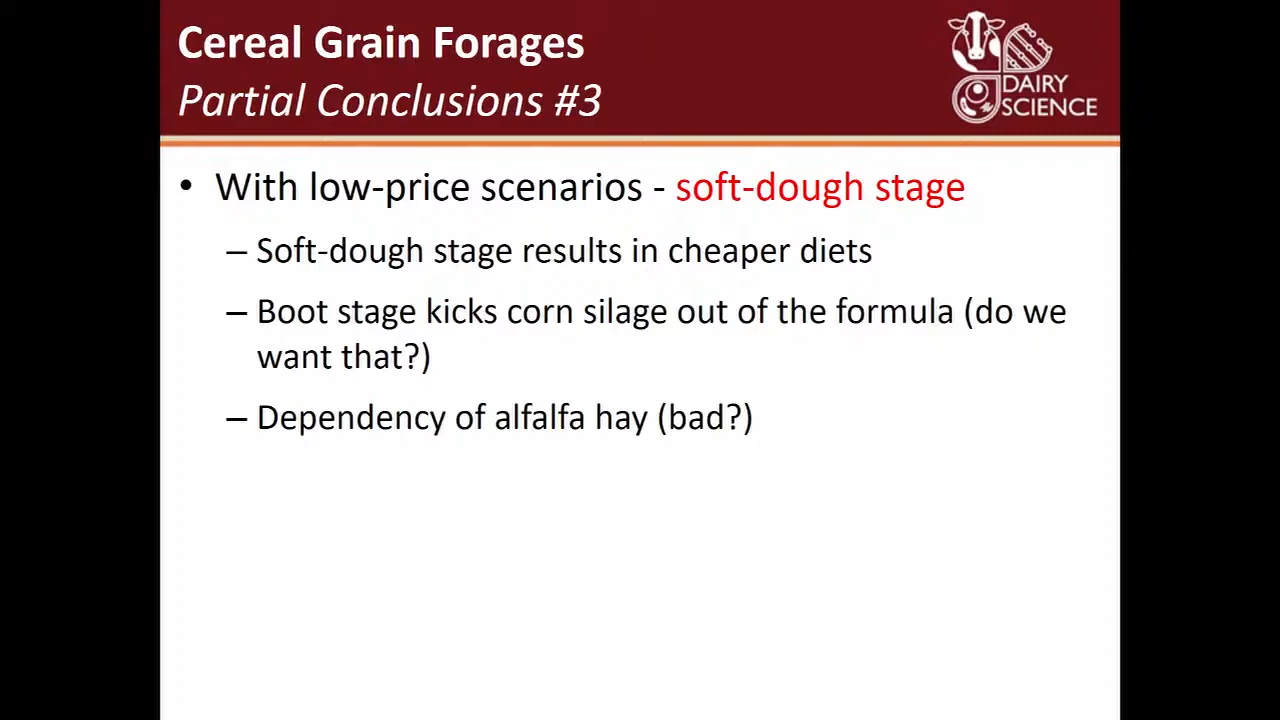 Cereal Grain Forages
Partial Conclusions #3
DAIRY
SCIENCE
• With low-price scenarios - soft-dough stage
– Soft-dough stage results in cheaper diets
– Boot stage kicks corn silage out of the formula (do we
want that?)
– Dependency of alfalfa hay (bad?)